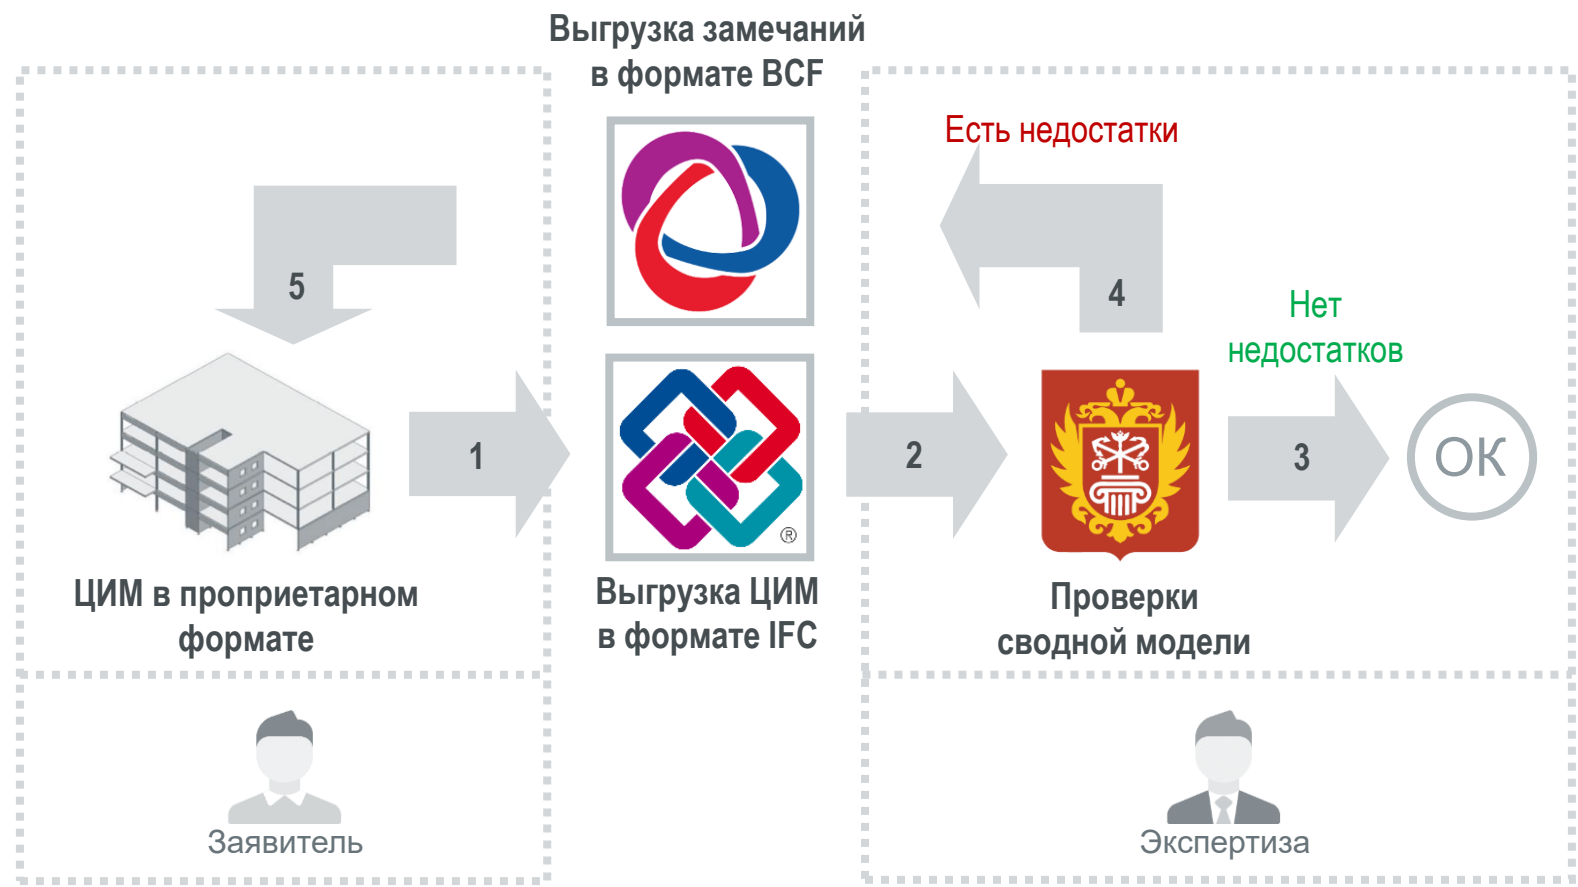 Выгрузка замечаний
в формате BCF
Есть недостатки
5
4
Нет
недостатков
1
2
3
ОК
®
ЦИМ в проприетарном
формате
Выгрузка ЦИМ
в формате IFC
Проверки
сводной модели
Заявитель
Экспертиза